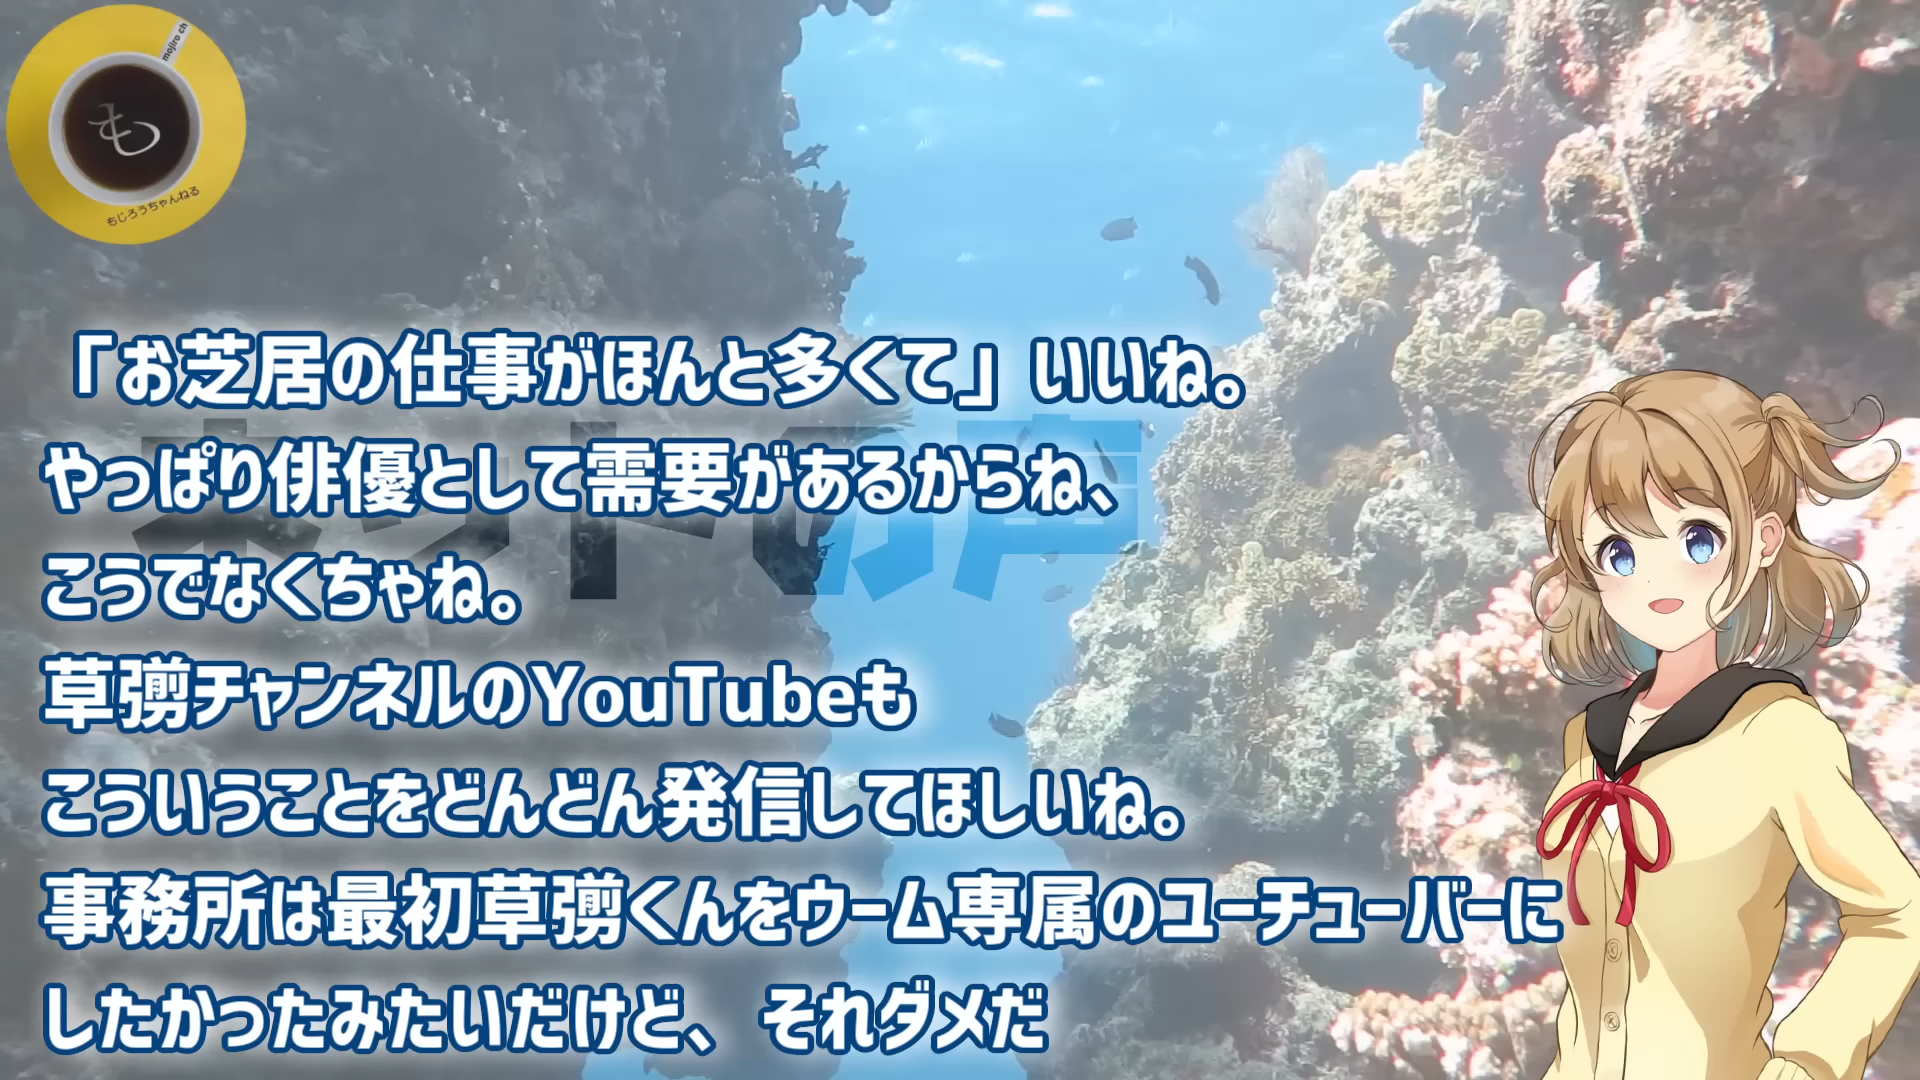 mojiro ch
も
もじろうちゃんねる
「お芝居の仕事がほんと多くて」いいね。
やっぱり俳優として需要があるからね、
こうでなくちゃね。
草彅チャンネルのYouTubeも
こういうことをどんどん発信してほしいね。
事務所は最初草彅くんをウーム専属のユーチューバーに
したかったみたいだけど、それダメだ
ネットの声